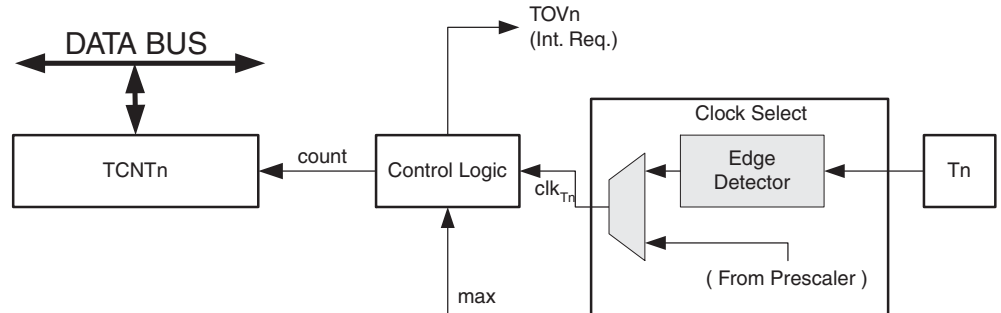 TOVn
(Int. Req.)
DATA BUS
Clock Select
TCNTn
count
Control Logic
clkTn
Edge
Detector
Tn
( From Prescaler )
max